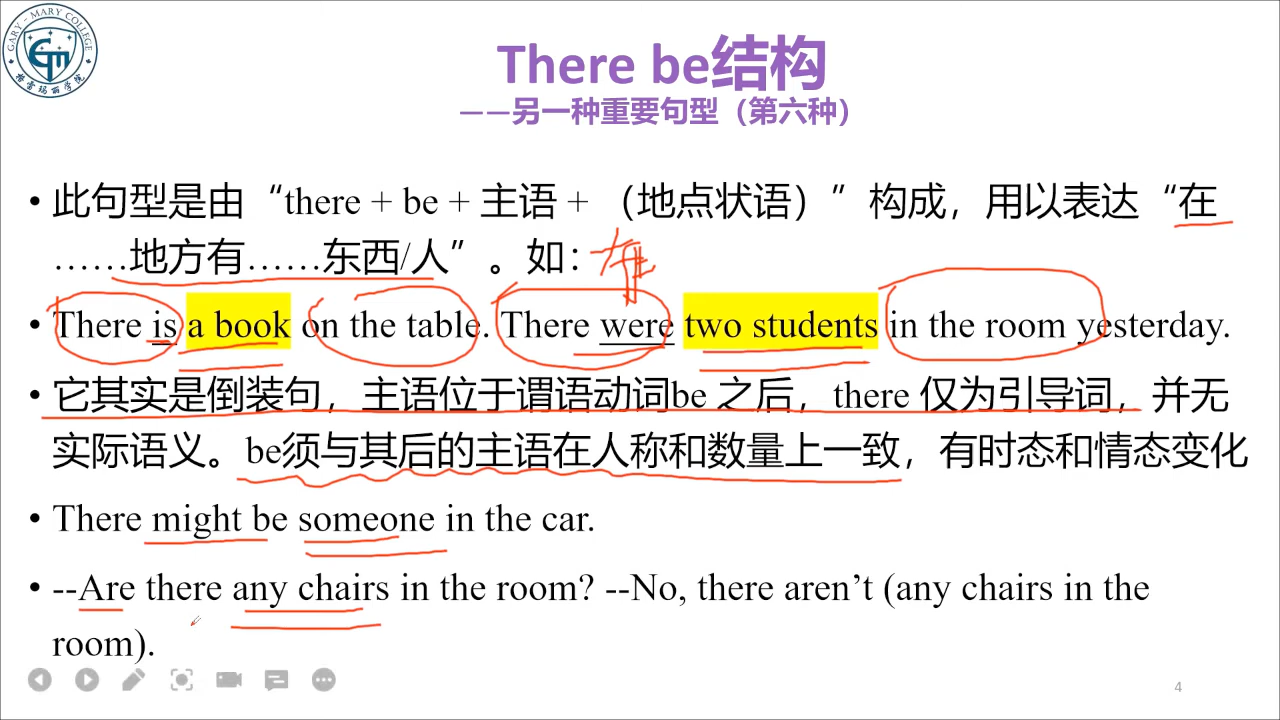 GARY - MARY COLLEGE
格雷玛丽学院
There be结构
——另一种重要句型（第六种）
• 此句型是由“there + be + 主语 + （地点状语）”构成，用以表达“在
……地方有……东西/人”。如：
• There is a book on the table. There were two students in the room yesterday.
• 它其实是倒装句，主语位于谓语动词be 之后，there 仅为引导词，并无
实际语义。be须与其后的主语在人称和数量上一致，有时态和情态变化
• There might be someone in the car.
• --Are there any chairs in the room? --No, there aren’t (any chairs in the
room).
4